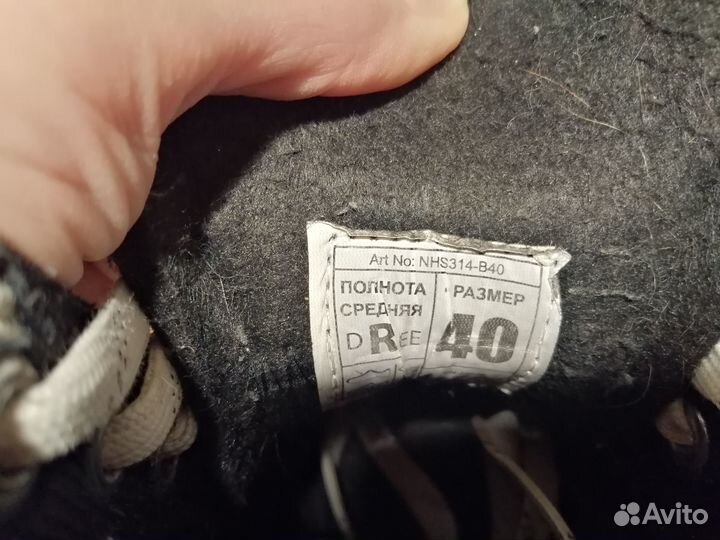 Art No: NHS314-B40
ПОЛНОТА
СРЕДНЯЯ
D R EE
РАЗМЕР
40
Avito